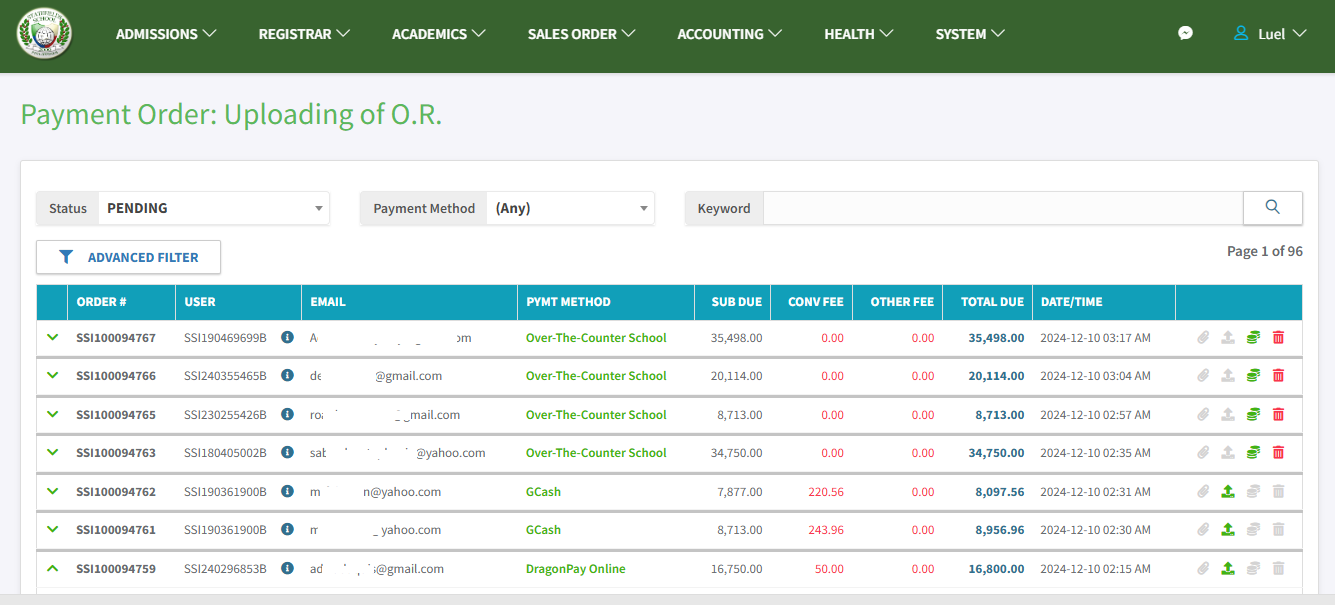 ADMISSIONS REGISTRAR ACADEMICS SALES ORDER ACCOUNTING HEALTH SYSTEM Luel
Payment Order: Uploading of O.R.
Status PENDING Payment Method (Any) Keyword
ADVANCED FILTER Page 1 of 96
ORDER # USER EMAIL PYMT METHOD SUB DUE CONV FEE OTHER FEE TOTAL DUE DATE/TIME
SSI100094767 SSI190469699B Over-The-Counter School 35,498.00 0.00 0.00 35,498.00 2024-12-10 03:17 AM
SSI100094766 SSI240355465B de @gmail.com Over-The-Counter School 20,114.00 0.00 0.00 20,114.00 2024-12-10 03:04 AM
SSI100094765 SSI230255426B mail.com Over-The-Counter School 8,713.00 0.00 0.00 8,713.00 2024-12-10 02:57 AM
SSI100094763 SSI180405002B @yahoo.com Over-The-Counter School 34,750.00 0.00 0.00 34,750.00 2024-12-10 02:35 AM
SSI100094762 SSI190361900B m n@yahoo.com GCash 7,877.00 220.56 0.00 8,097.56 2024-12-10 02:31 AM
SSI100094761 SSI190361900B m yahoo.com GCash 8,713.00 243.96 0.00 8,956.96 2024-12-10 02:30 AM
SSI100094759 SSI240296853B ad s@gmail.com DragonPay Online 16,750.00 50.00 0.00 16,800.00 2024-12-10 02:15 AM